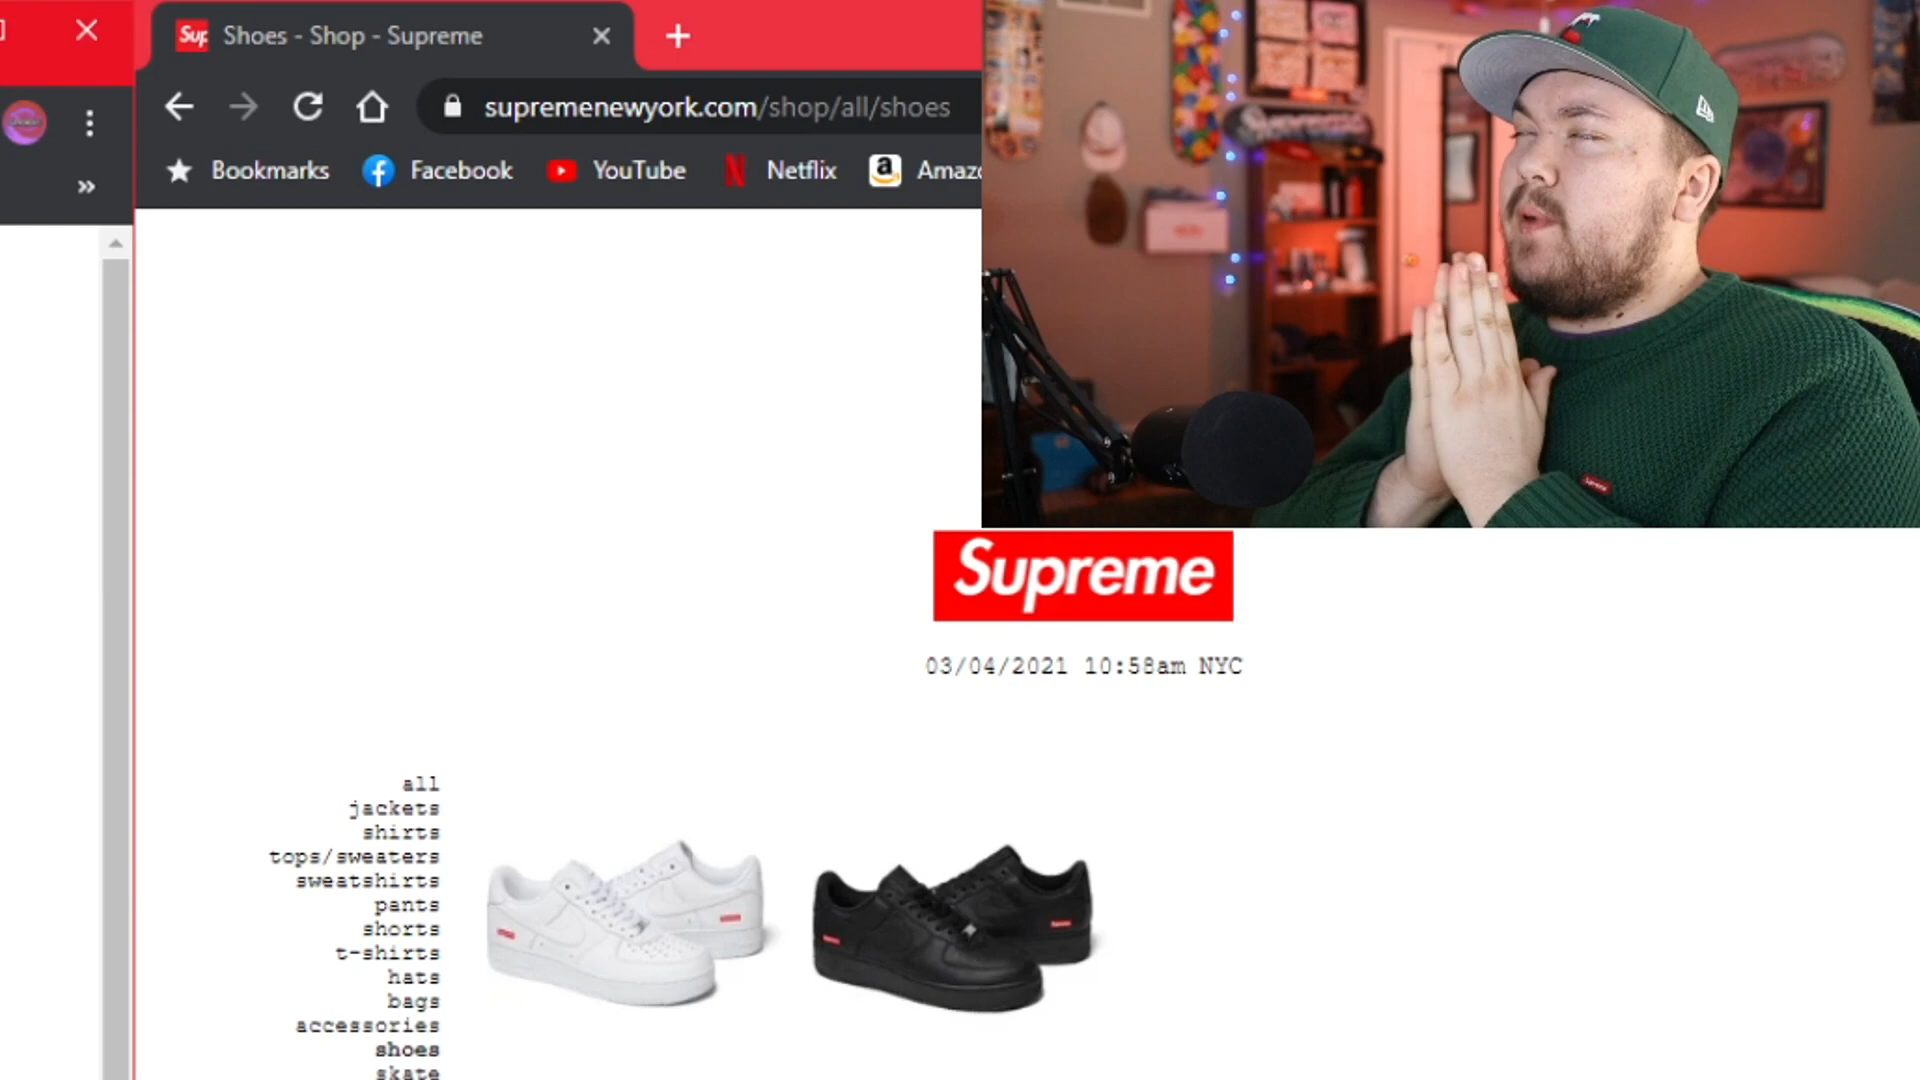 Sup Shoes - Shop - Supreme
supremenewyork.com/shop/all/shoes
Bookmarks Facebook YouTube Netflix Amazo
Supreme
03/04/2021 10:58am NYC
all
jackets
shirts
tops/sweaters
sweatshirts
pants
shorts
t-shirts
hats
bags
accessories
shoes
skate